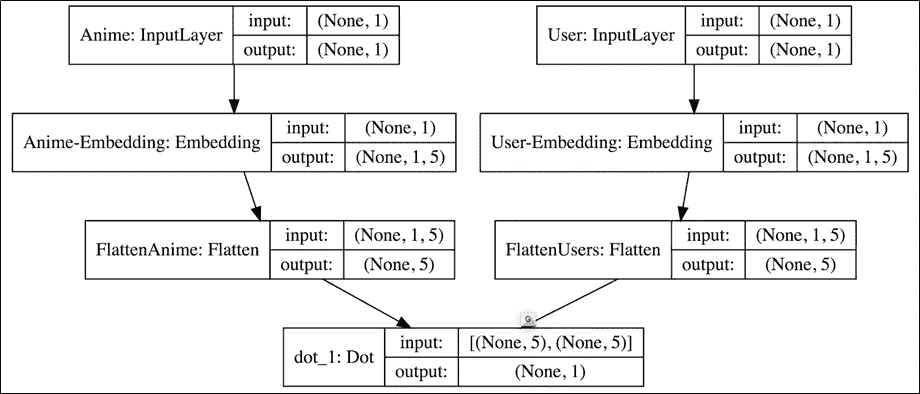 Anime: InputLayer input: (None, 1)
output: (None, 1)
User: InputLayer input: (None, 1)
output: (None, 1)
Anime-Embedding: Embedding input: (None, 1)
output: (None, 1, 5)
User-Embedding: Embedding input: (None, 1)
output: (None, 1, 5)
FlattenAnime: Flatten input: (None, 1, 5)
output: (None, 5)
FlattenUsers: Flatten input: (None, 1, 5)
output: (None, 5)
G
dot_1: Dot input: [(None, 5), (None, 5)]
output: (None, 1)